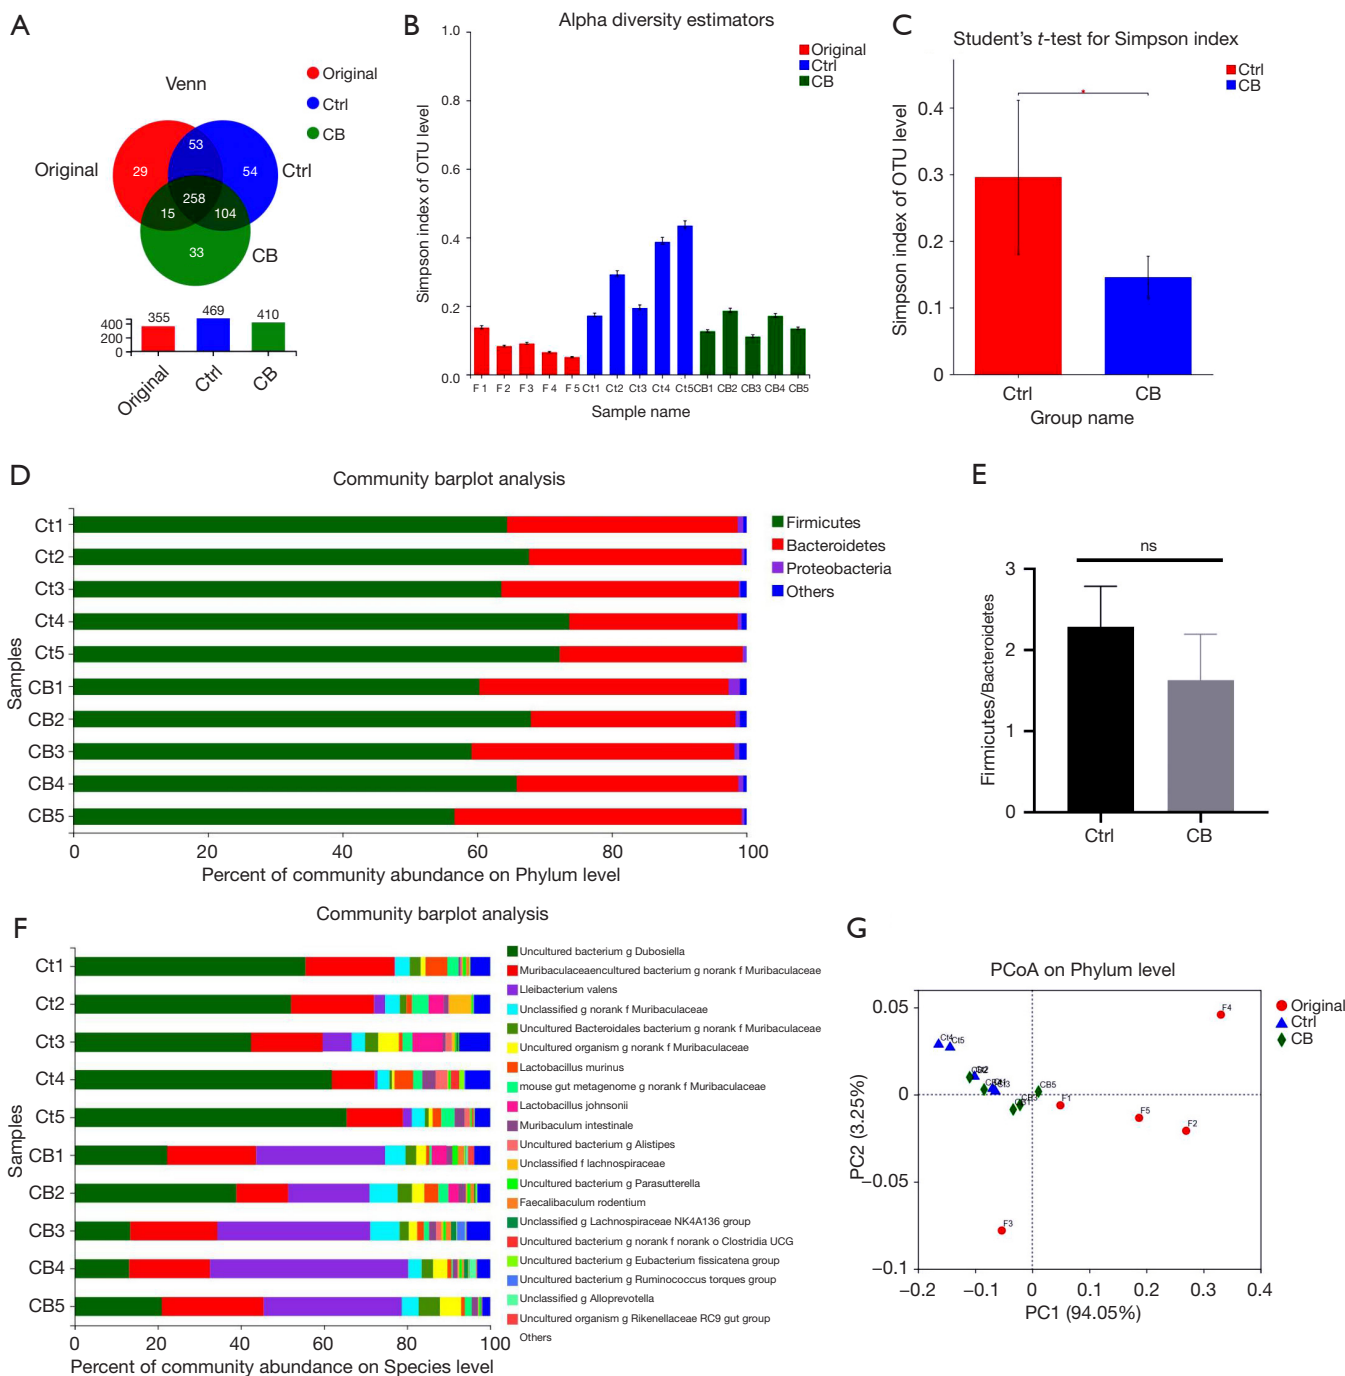 A
Venn
Original
Ctrl
CB
Original
Ctrl
CB
29
53
54
258
15
104
33
355
469
410
400
200
0
Original
Ctrl
CB
B
Alpha diversity estimators
Original
Ctrl
CB
Simpson index of OTU level
1.0
0.8
0.6
0.4
0.2
0.0
F 1 F 2 F 3 F 4 F 5 Ct1 Ct2 Ct3 Ct4 Ct5 CB1 CB2 CB3 CB4 CB5
Sample name
C
Student's t-test for Simpson index
Ctrl
CB
*
Simpson index of OTU level
0.4
0.3
0.2
0.1
0
Ctrl CB
Group name
D
Community barplot analysis
Samples
Ct1
Ct2
Ct3
Ct4
Ct5
CB1
CB2
CB3
CB4
CB5
0 20 40 60 80 100
Percent of community abundance on Phylum level
Firmicutes
Bacteroidetes
Proteobacteria
Others
E
ns
Firmicutes/Bacteroidetes
3
2
1
0
Ctrl CB
F
Community barplot analysis
Samples
Ct1
Ct2
Ct3
Ct4
Ct5
CB1
CB2
CB3
CB4
CB5
0 20 40 60 80 100
Percent of community abundance on Species level
Uncultured bacterium g Dubosiella
Muribaculaceaencultured bacterium g norank f Muribaculaceae
Lleibacterium valens
Unclassified g norank f Muribaculaceae
Uncultured Bacteroidales bacterium g norank f Muribaculaceae
Uncultured organism g norank f Muribaculaceae
Lactobacillus murinus
mouse gut metagenome g norank f Muribaculaceae
Lactobacillus johnsonii
Muribaculum intestinale
Uncultured bacterium g Alistipes
Unclassified f lachnospiraceae
Uncultured bacterium g Parasutterella
Faecalibaculum rodentium
Unclassified g Lachnospiraceae NK4A136 group
Uncultured bacterium g norank f norank o Clostridia UCG
Uncultured bacterium g Eubacterium fissicatena group
Uncultured bacterium g Ruminococcus torques group
Unclassified g Alloprevotella
Uncultured organism g Rikenellaceae RC9 gut group
Others
G
PCoA on Phylum level
Original
Ctrl
CB
PC2 (3.25%)
0.05
0
−0.05
−0.1
−0.2 −0.1 0 0.1 0.2 0.3 0.4
PC1 (94.05%)
F4
Ct4
Ct5
CB5
F1
F5
F2
F3